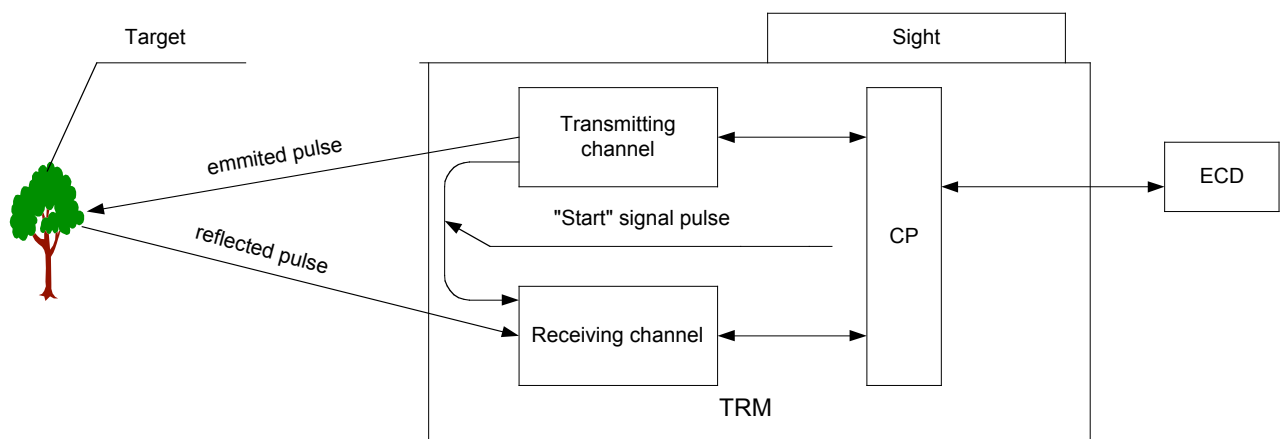 Target
Sight
Transmitting
channel
emmited pulse
ECD
"Start" signal pulse
CP
reflected pulse
Receiving channel
TRM